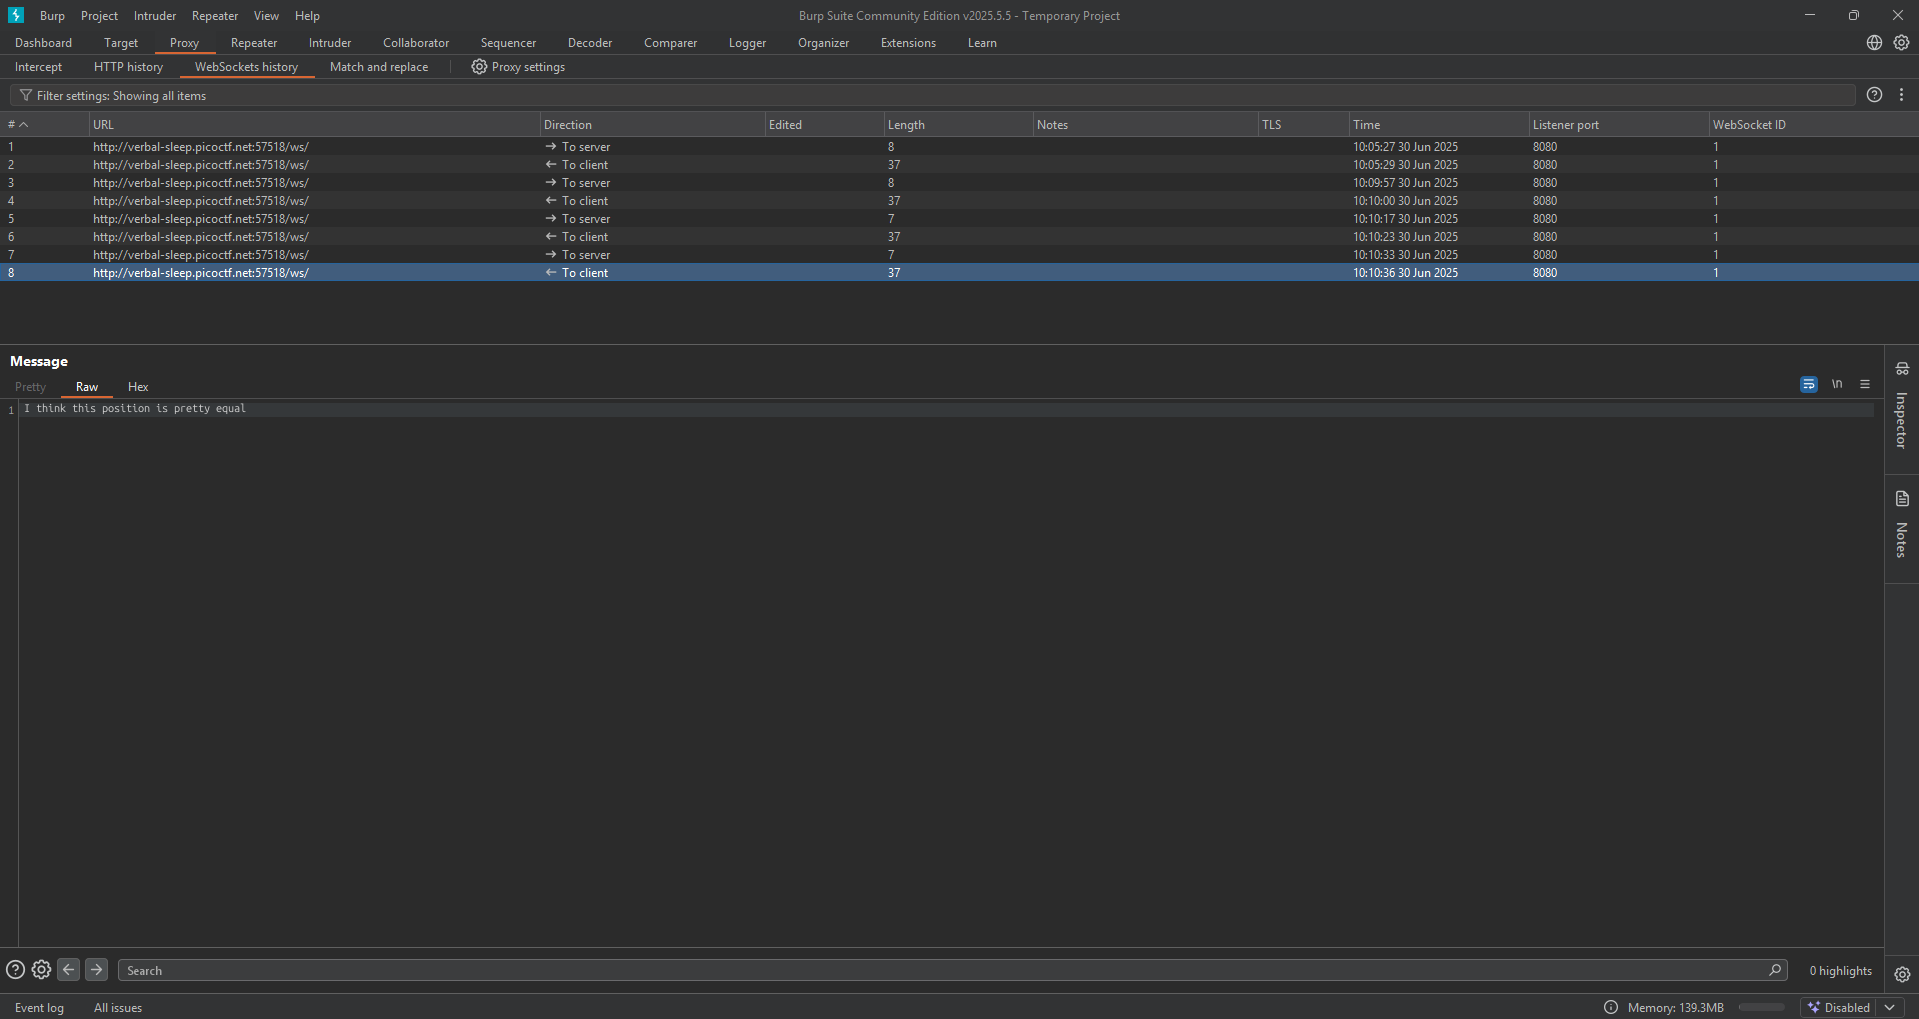 Burp Project Intruder Repeater View Help Burp Suite Community Edition v2025.5.5 - Temporary Project
Dashboard Target Proxy Repeater Intruder Collaborator Sequencer Decoder Comparer Logger Organizer Extensions Learn
Intercept HTTP history WebSockets history Match and replace Proxy settings
Filter settings: Showing all items
# URL Direction Edited Length Notes TLS Time Listener port WebSocket ID
1 http://verbal-sleep.picoctf.net:57518/ws/ → To server 8 10:05:27 30 Jun 2025 8080 1
2 http://verbal-sleep.picoctf.net:57518/ws/ ← To client 37 10:05:29 30 Jun 2025 8080 1
3 http://verbal-sleep.picoctf.net:57518/ws/ → To server 8 10:09:57 30 Jun 2025 8080 1
4 http://verbal-sleep.picoctf.net:57518/ws/ ← To client 37 10:10:00 30 Jun 2025 8080 1
5 http://verbal-sleep.picoctf.net:57518/ws/ → To server 7 10:10:17 30 Jun 2025 8080 1
6 http://verbal-sleep.picoctf.net:57518/ws/ ← To client 37 10:10:23 30 Jun 2025 8080 1
7 http://verbal-sleep.picoctf.net:57518/ws/ → To server 7 10:10:33 30 Jun 2025 8080 1
8 http://verbal-sleep.picoctf.net:57518/ws/ ← To client 37 10:10:36 30 Jun 2025 8080 1
Message
Pretty Raw Hex \n
1 I think this position is pretty equal
Inspector
Notes
Search 0 highlights
Event log All issues Memory: 139.3MB Disabled